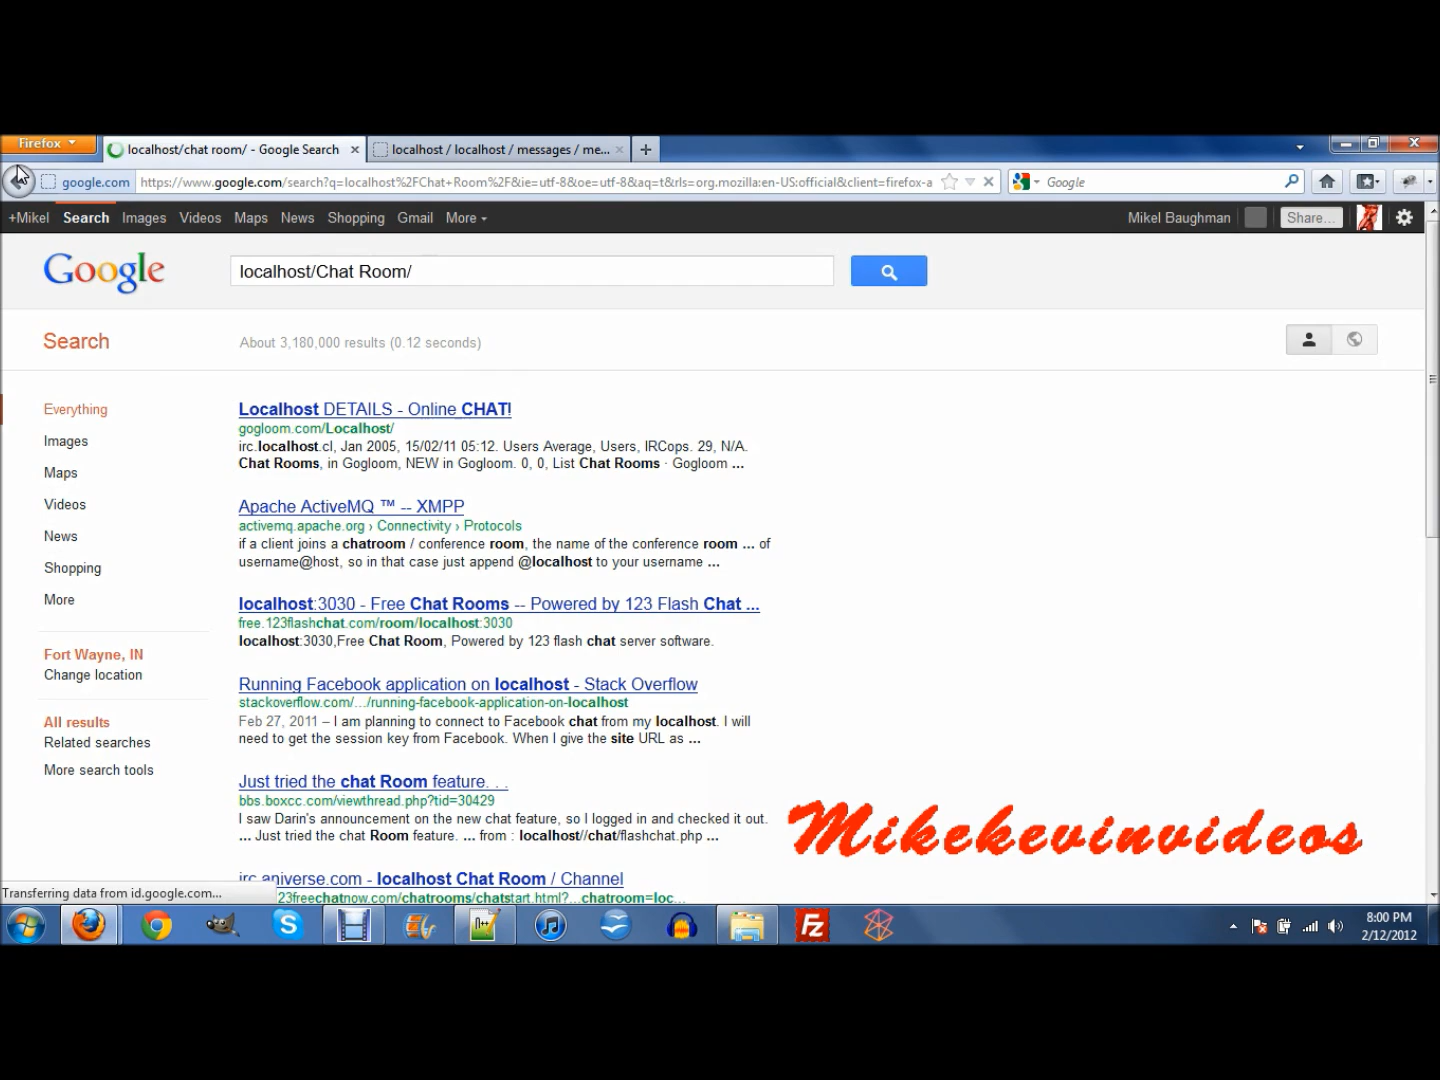 Firefox
localhost/chat room/ - Google Search
localhost / localhost / messages / me...
google.com
https://www.google.com/search?q=localhost%2FChat+Room%2F&ie=utf-8&oe=utf-8&aq=t&rls=org.mozilla:en-US:official&client=firefox-a
Google
+Mikel Search Images Videos Maps News Shopping Gmail More
Mikel Baughman Share...
Google
localhost/Chat Room/
Search
About 3,180,000 results (0.12 seconds)
Everything
Images
Maps
Videos
News
Shopping
More
Fort Wayne, IN
Change location
All results
Related searches
More search tools
Localhost DETAILS - Online CHAT!
gogloom.com/Localhost/
irc.localhost.cl, Jan 2005, 15/02/11 05:12. Users Average, Users, IRCops. 29, N/A.
Chat Rooms, in Gogloom, NEW in Gogloom. 0, 0, List Chat Rooms · Gogloom ...
Apache ActiveMQ ™ -- XMPP
activemq.apache.org › Connectivity › Protocols
if a client joins a chatroom / conference room, the name of the conference room ... of
username@host, so in that case just append @localhost to your username ...
localhost:3030 - Free Chat Rooms -- Powered by 123 Flash Chat ...
free.123flashchat.com/room/localhost:3030
localhost:3030,Free Chat Room, Powered by 123 flash chat server software.
Running Facebook application on localhost - Stack Overflow
stackoverflow.com/.../running-facebook-application-on-localhost
Feb 27, 2011 – I am planning to connect to Facebook chat from my localhost. I will
need to get the session key from Facebook. When I give the site URL as ...
Just tried the chat Room feature. . .
bbs.boxcc.com/viewthread.php?tid=30429
I saw Darin's announcement on the new chat feature, so I logged in and checked it out.
... Just tried the chat Room feature. ... from : localhost//chat/flashchat.php ...
irc.aniverse.com - localhost Chat Room / Channel
23freechatnow.com/chatrooms/chatstart.html?...chatroom=loc...
Mikekevinvideos
Transferring data from id.google.com...
8:00 PM
2/12/2012